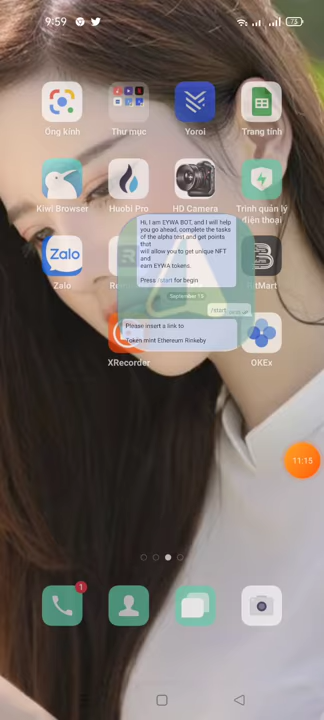 9:59
75
Ống kính
Thư mục
Yoroi
Trang tính
Kiwi Browser
Huobi Pro
HD Camera
Trình quản lý
điện thoại
Hi, I am EYWA BOT, and I will help
you go ahead, complete the tasks
of the alpha test and get points
that
will allow you to get unique NFT
and
earn EYWA tokens.
Press /start for begin
September 13
/start
Please insert a link to
Token mint Ethereum Rinkeby
Zalo
BitMart
XRecorder
OKEx
11:15
1